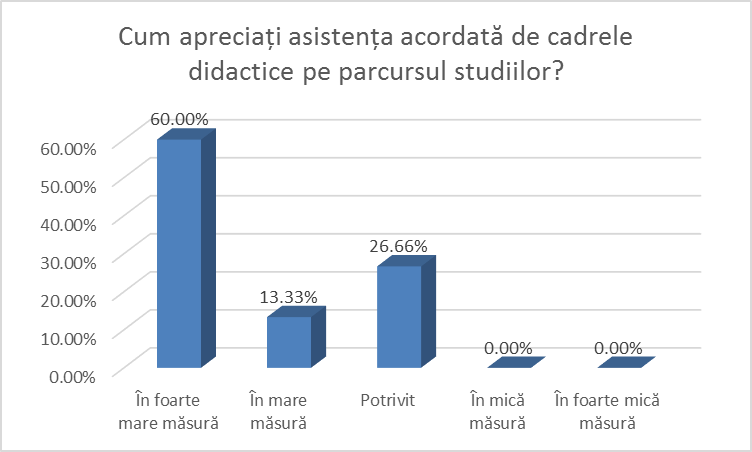 Cum apreciați asistența acordată de cadrele
didactice pe parcursul studiilor?
60.00%
50.00%
40.00%
30.00%
20.00%
10.00%
0.00%
60.00%
13.33%
26.66%
0.00%
0.00%
În foarte
mare măsură
În mare
măsură
Potrivit
În mică
măsură
În foarte mică
măsură